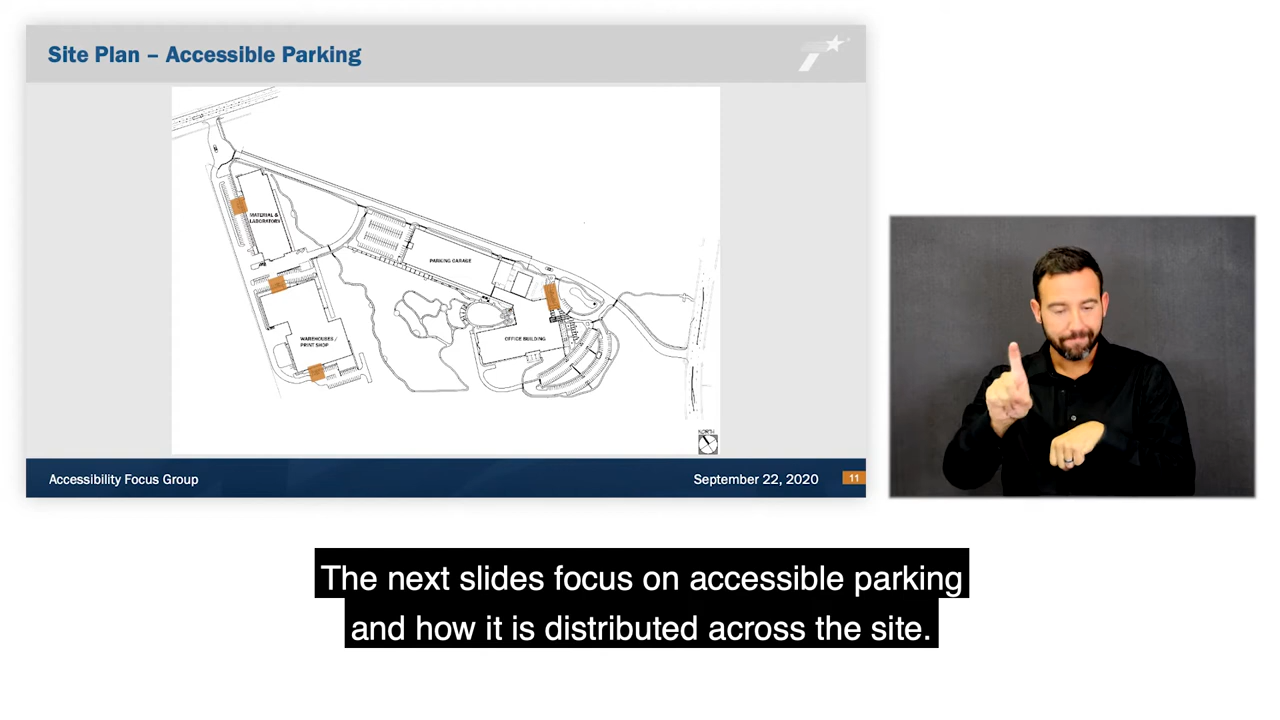 Site Plan – Accessible Parking
MATERIAL &
LABORATORY
PARKING GARAGE
WAREHOUSES /
PRINT SHOP
OFFICE BUILDING
NORTH
Accessibility Focus Group
September 22, 2020
11
The next slides focus on accessible parking
and how it is distributed across the site.